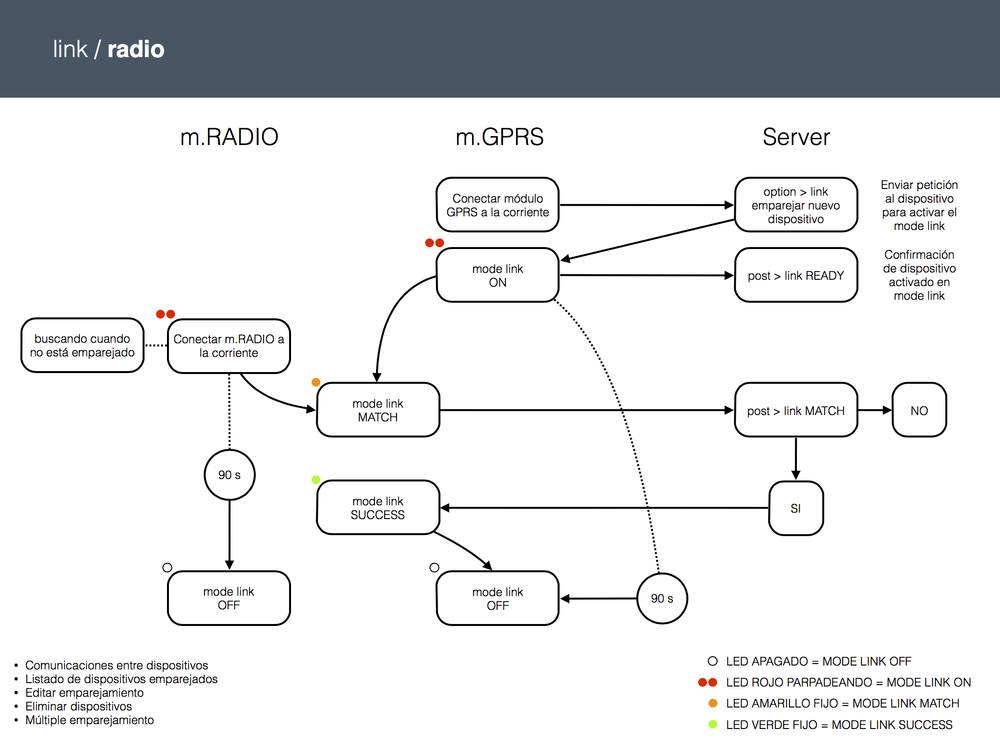 link / radio
m.RADIO
m.GPRS
Server
Conectar módulo
GPRS a la corriente
option > link
emparejar nuevo
dispositivo
Enviar petición
al dispositivo
para activar el
mode link
mode link
ON
post > link READY
Confirmación
de dispositivo
activado en
mode link
buscando cuando
no está emparejado
Conectar m.RADIO a
la corriente
mode link
MATCH
post > link MATCH
NO
90 s
mode link
SUCCESS
SI
mode link
OFF
mode link
OFF
90 s
• Comunicaciones entre dispositivos
• Listado de dispositivos emparejados
• Editar emparejamiento
• Eliminar dispositivos
• Múltiple emparejamiento
LED APAGADO = MODE LINK OFF
LED ROJO PARPADEANDO = MODE LINK ON
LED AMARILLO FIJO = MODE LINK MATCH
LED VERDE FIJO = MODE LINK SUCCESS